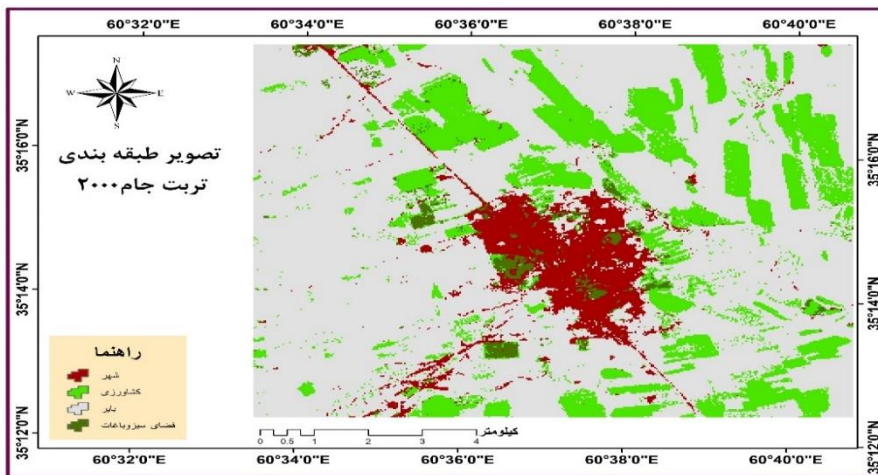 60°32'0"E 60°34'0"E 60°36'0"E 60°38'0"E 60°40'0"E
N
W E
S
تصویر طبقه بندی
تربت جام۲۰۰۰
35°16'0"N 35°16'0"N
35°14'0"N 35°14'0"N
35°12'0"N 35°12'0"N
راهنما
شهر
کشاورزی
بایر
فضای سبزوباغات
کیلومتر
0 0.5 1 2 3 4
60°32'0"E 60°34'0"E 60°36'0"E 60°38'0"E 60°40'0"E